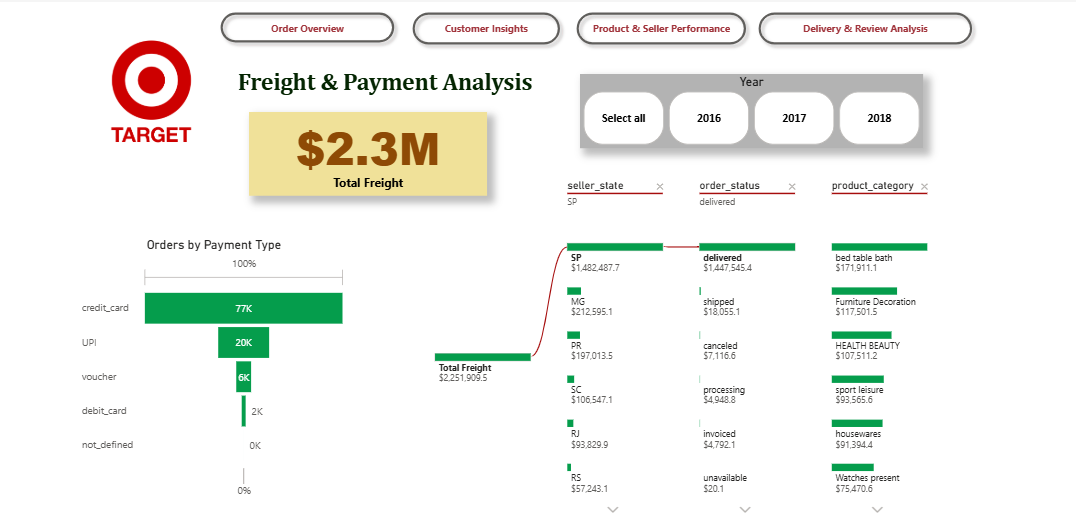 Order Overview
Customer Insights
Product & Seller Performance
Delivery & Review Analysis
TARGET
Freight & Payment Analysis
$2.3M
Total Freight
Year
Select all
2016
2017
2018
Orders by Payment Type
100%
credit_card
77K
UPI
20K
voucher
6K
debit_card
2K
not_defined
0K
0%
Total Freight
$2,251,909.5
seller_state
SP
SP
$1,482,487.7
MG
$212,595.1
PR
$197,013.5
SC
$106,547.1
RJ
$93,829.9
RS
$57,243.1
order_status
delivered
delivered
$1,447,545.4
shipped
$18,055.1
canceled
$7,116.6
processing
$4,948.8
invoiced
$4,792.1
unavailable
$20.1
product_category
bed table bath
$171,911.1
Furniture Decoration
$117,501.5
HEALTH BEAUTY
$107,511.2
sport leisure
$93,565.6
housewares
$91,394.4
Watches present
$75,470.6